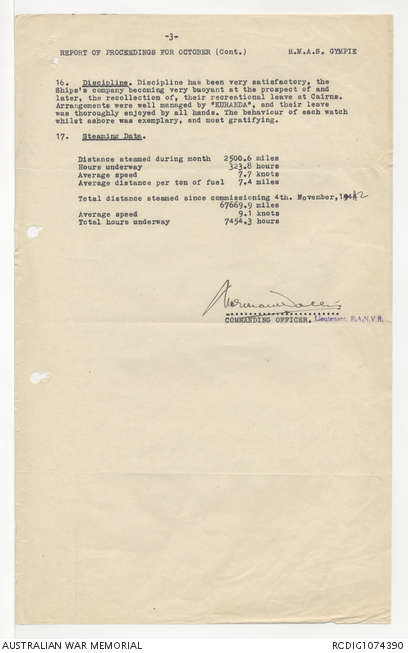 -3-
REPORT OF PROCEEDINGS FOR OCTOBER (Cont.) H.M.A.S. GYMPIE
16. Discipline. Discipline has been very satisfactory, the
Ships's company becoming very buoyant at the prospect of and
later, the recollection of, their recreational leave at Cairns.
Arrangements were well managed by "KURANDA", and their leave
was thoroughly enjoyed by all hands. The behaviour of each watch
whilst ashore was exemplary, and most gratifying.
17. Steaming Data.
Distance steamed during month 2500.6 miles
Hours underway 323.8 hours
Average speed 7.7 knots
Average distance per ton of fuel 7.4 miles
Total distance steamed since commissioning 4th. November, 1942
67669.9 miles
Average speed 9.1 knots
Total hours underway 7454.3 hours
COMMANDING OFFICER. Lieutenant, R.A.N.V.R.
AUSTRALIAN WAR MEMORIAL RCDIG1074390